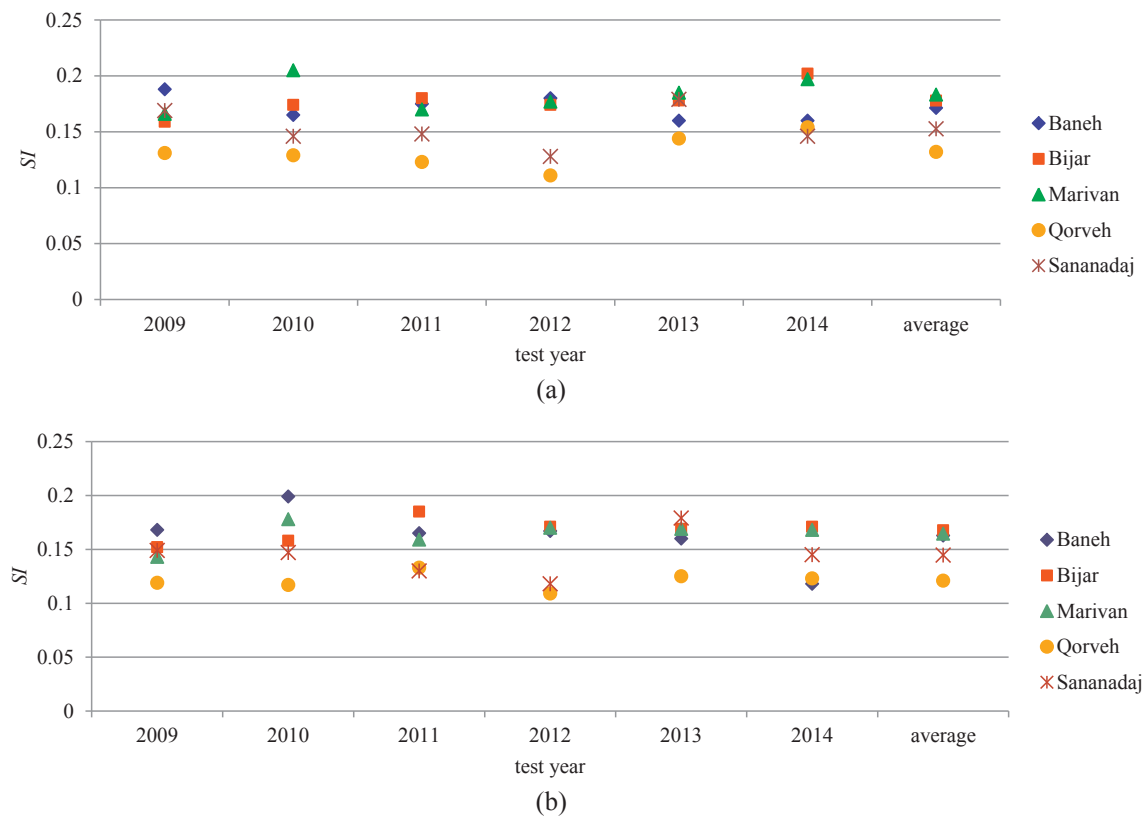 0.25
0.2
0.15
0.1
0.05
0
SI
2009 2010 2011 2012 2013 2014 average
test year
Baneh
Bijar
Marivan
Qorveh
Sananadaj
(a)
0.25
0.2
0.15
0.1
0.05
0
SI
2009 2010 2011 2012 2013 2014 average
test year
Baneh
Bijar
Marivan
Qorveh
Sananadaj
(b)